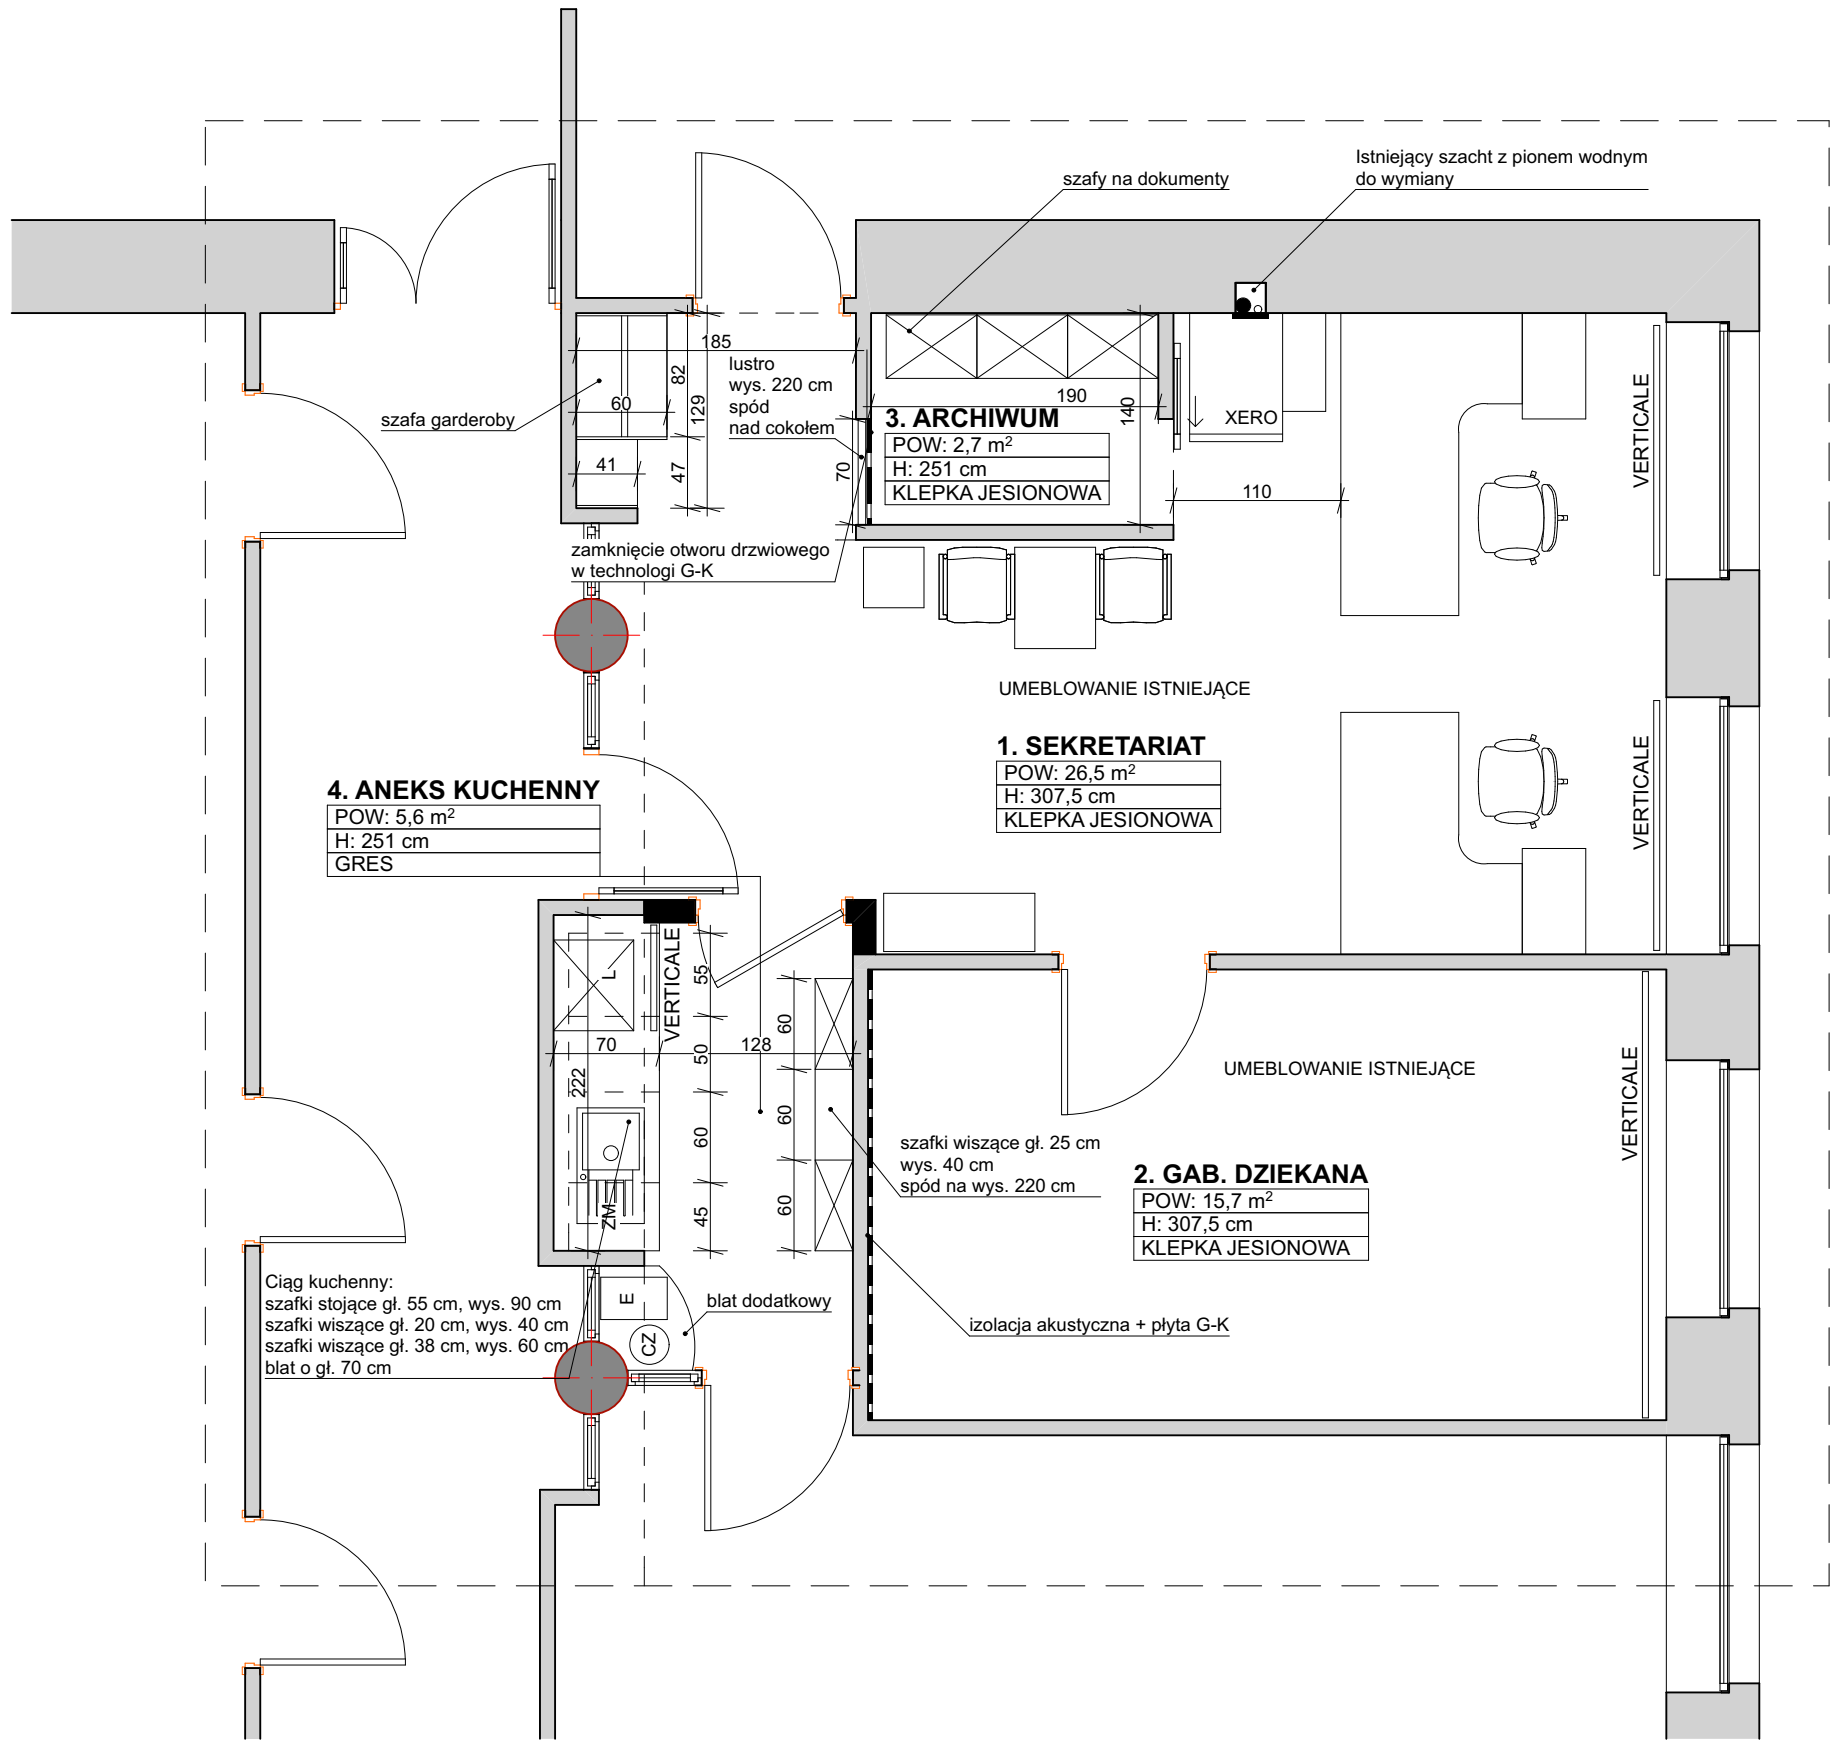 Istniejący szacht z pionem wodnym
do wymiany
szafy na dokumenty
185
lustro
wys. 220 cm
spód
nad cokołem
82
129
60
szafa garderoby
41
47
70
190
140
3. ARCHIWUM
POW: 2,7 m²
H: 251 cm
KLEPKA JESIONOWA
XERO
110
VERTICALE
zamknięcie otworu drzwiowego
w technologi G-K
UMEBLOWANIE ISTNIEJĄCE
1. SEKRETARIAT
POW: 26,5 m²
H: 307,5 cm
KLEPKA JESIONOWA
VERTICALE
4. ANEKS KUCHENNY
POW: 5,6 m²
H: 251 cm
GRES
L
VERTICALE
55
70
50
128
60
222
60
60
60
45
ZM
UMEBLOWANIE ISTNIEJĄCE
VERTICALE
szafki wiszące gł. 25 cm
wys. 40 cm
spód na wys. 220 cm
2. GAB. DZIEKANA
POW: 15,7 m²
H: 307,5 cm
KLEPKA JESIONOWA
Ciąg kuchenny:
szafki stojące gł. 55 cm, wys. 90 cm
szafki wiszące gł. 20 cm, wys. 40 cm
szafki wiszące gł. 38 cm, wys. 60 cm
blat o gł. 70 cm
E
CZ
blat dodatkowy
izolacja akustyczna + płyta G-K